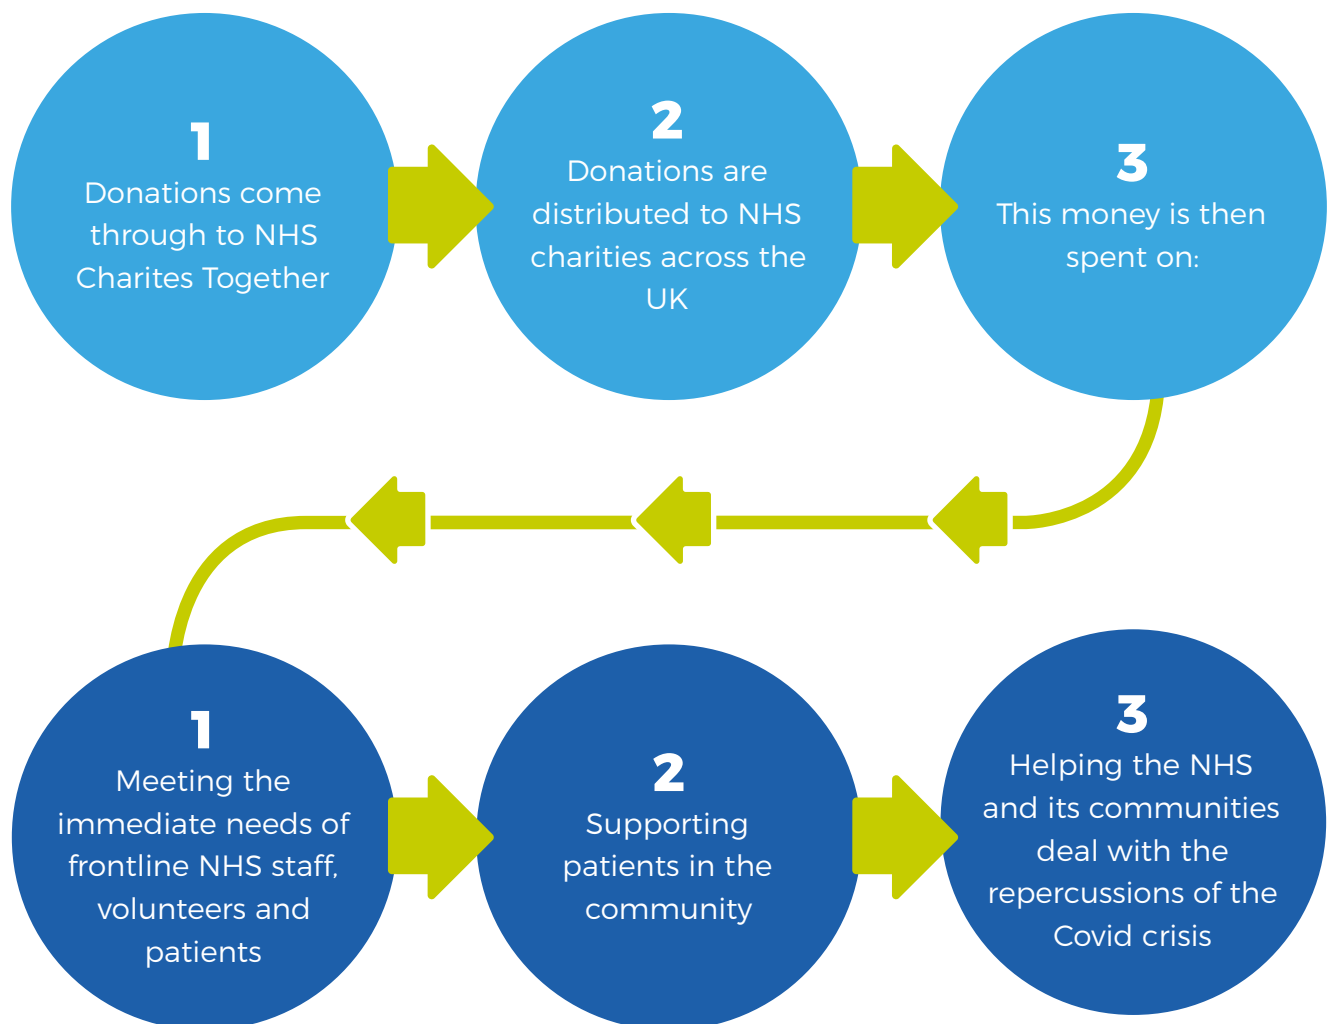 1
Donations come
through to NHS
Charites Together
2
Donations are
distributed to NHS
charities across the
UK
3
This money is then
spent on:
1
Meeting the
immediate needs of
frontline NHS staff,
volunteers and
patients
2
Supporting
patients in the
community
3
Helping the NHS
and its communities
deal with the
repercussions of the
Covid crisis